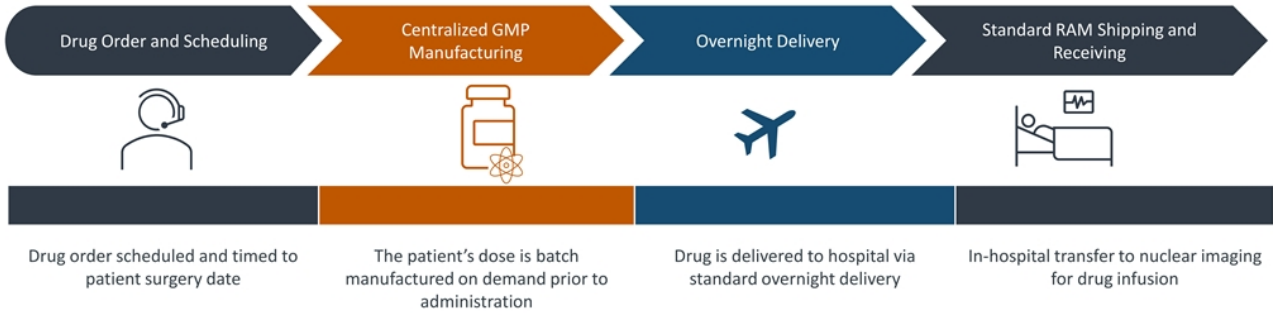 Drug Order and Scheduling
Centralized GMP
Manufacturing
Overnight Delivery
Standard RAM Shipping and
Receiving
Drug order scheduled and timed to
patient surgery date
The patient’s dose is batch
manufactured on demand prior to
administration
Drug is delivered to hospital via
standard overnight delivery
In-hospital transfer to nuclear imaging
for drug infusion